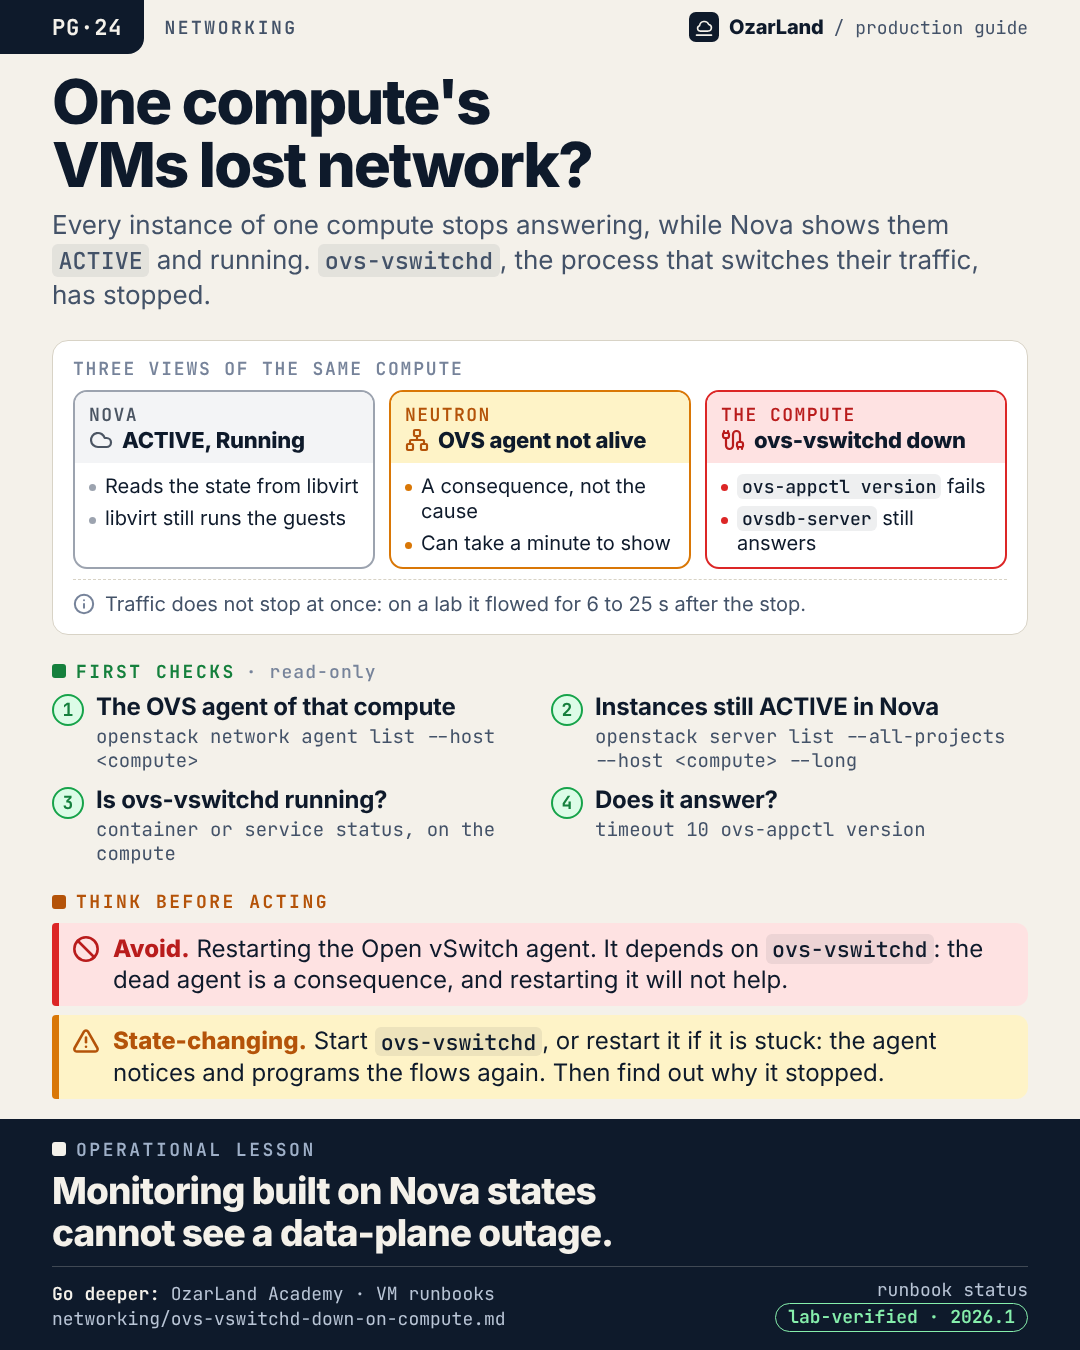 PG·24
NETWORKING
OzarLand / production guide
One compute's
VMs lost network?
Every instance of one compute stops answering, while Nova shows them
ACTIVE and running. ovs-vswitchd, the process that switches their traffic,
has stopped.
THREE VIEWS OF THE SAME COMPUTE
NOVA
ACTIVE, Running
Reads the state from libvirt
libvirt still runs the guests
NEUTRON
OVS agent not alive
A consequence, not the
cause
Can take a minute to show
THE COMPUTE
ovs-vswitchd down
ovs-appctl version fails
ovsdb-server still
answers
Traffic does not stop at once: on a lab it flowed for 6 to 25 s after the stop.
FIRST CHECKS · read-only
1 The OVS agent of that compute
openstack network agent list --host
<compute>
2 Instances still ACTIVE in Nova
openstack server list --all-projects
--host <compute> --long
3 Is ovs-vswitchd running?
container or service status, on the
compute
4 Does it answer?
timeout 10 ovs-appctl version
THINK BEFORE ACTING
Avoid. Restarting the Open vSwitch agent. It depends on ovs-vswitchd: the
dead agent is a consequence, and restarting it will not help.
State-changing. Start ovs-vswitchd, or restart it if it is stuck: the agent
notices and programs the flows again. Then find out why it stopped.
OPERATIONAL LESSON
Monitoring built on Nova states
cannot see a data-plane outage.
Go deeper: OzarLand Academy · VM runbooks
networking/ovs-vswitchd-down-on-compute.md
runbook status
lab-verified · 2026.1